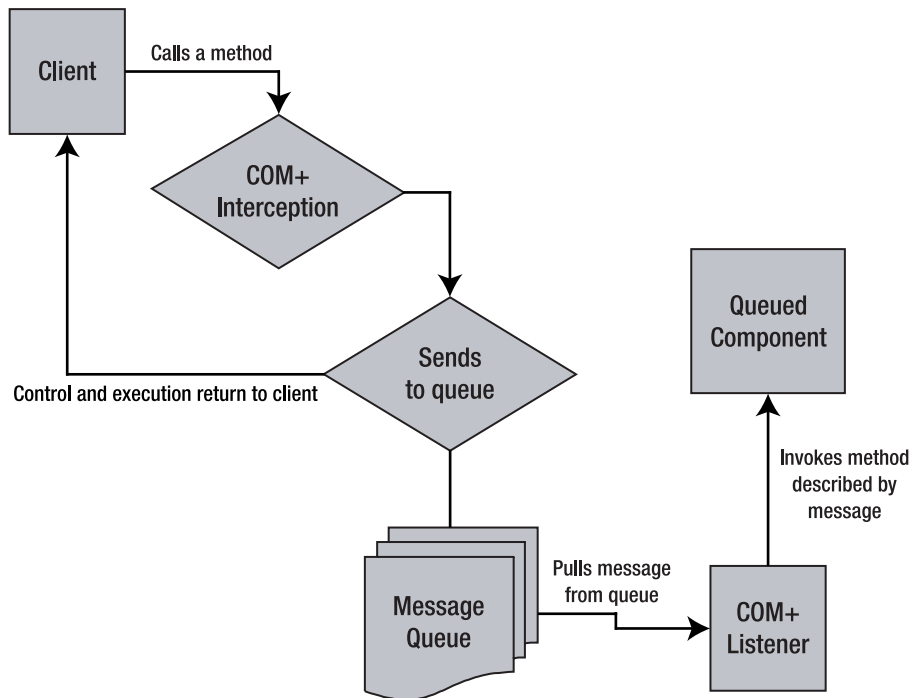 Client
Calls a method
COM+
Interception
Sends
to queue
Control and execution return to client
Queued
Component
Invokes method
described by
message
Message
Queue
Pulls message
from queue
COM+
Listener